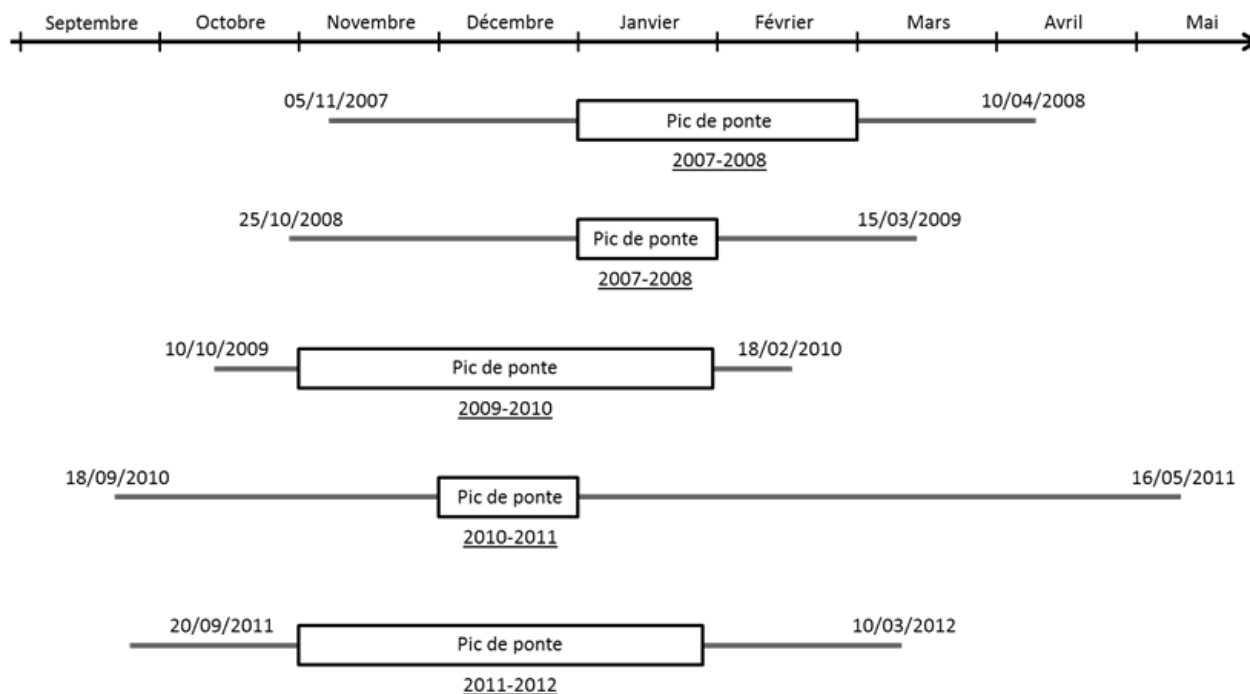 Septembre Octobre Novembre Décembre Janvier Février Mars Avril Mai
05/11/2007 10/04/2008
Pic de ponte
2007-2008
25/10/2008 15/03/2009
Pic de ponte
2007-2008
10/10/2009 18/02/2010
Pic de ponte
2009-2010
18/09/2010 16/05/2011
Pic de ponte
2010-2011
20/09/2011 10/03/2012
Pic de ponte
2011-2012